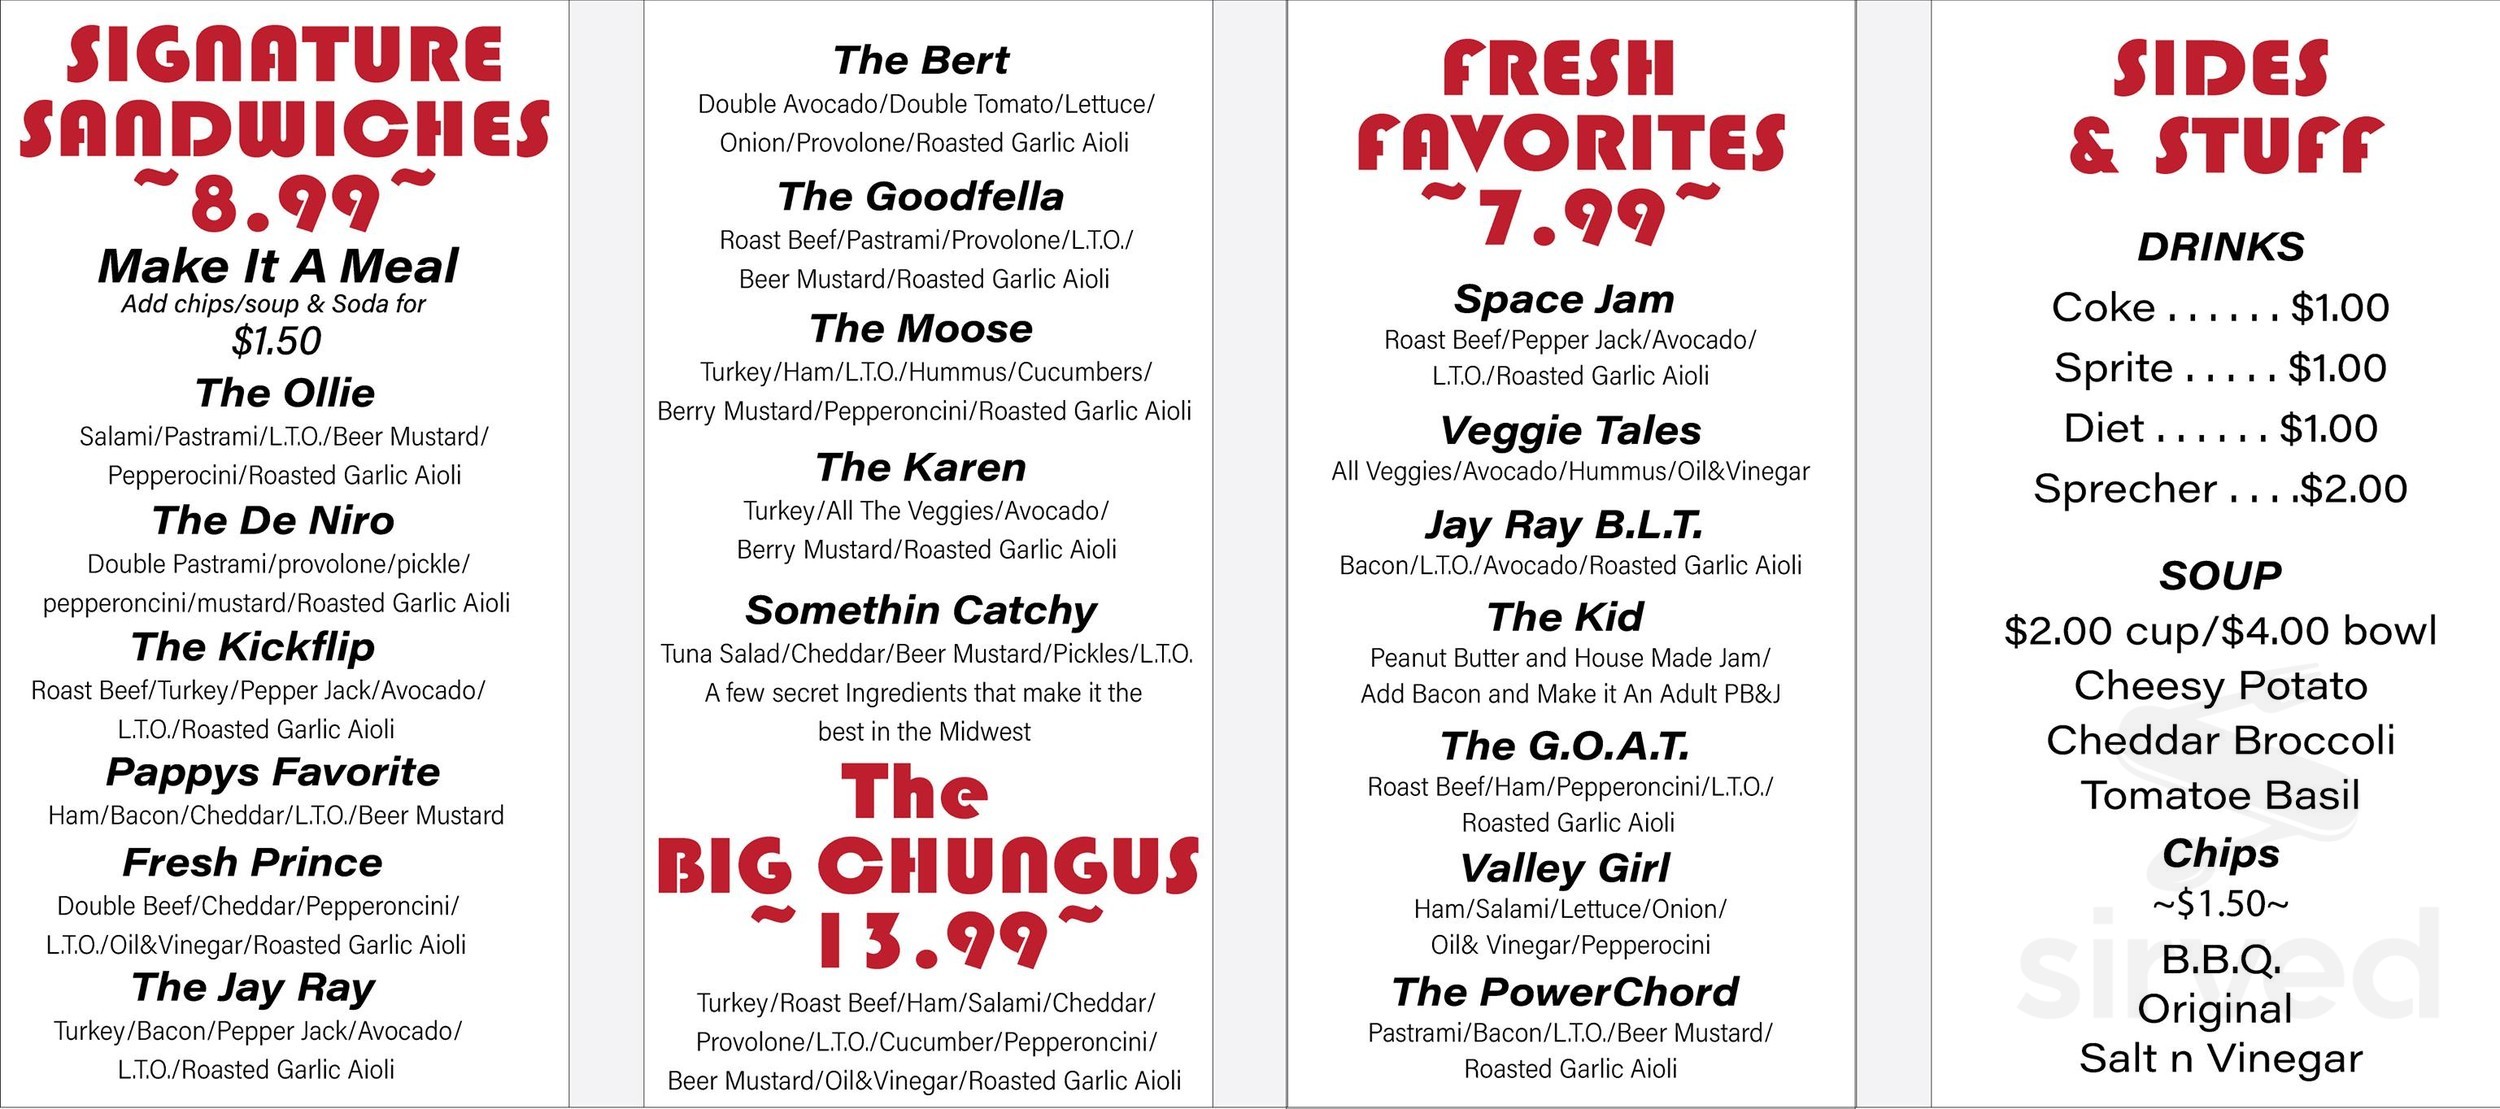 SIGNATURE
SANDWICHES
~8.99~
Make It A Meal
Add chips/soup & Soda for
$1.50
The Ollie
Salami/Pastrami/L.T.O./Beer Mustard/
Pepperocini/Roasted Garlic Aioli
The De Niro
Double Pastrami/provolone/pickle/
pepperoncini/mustard/Roasted Garlic Aioli
The Kickflip
Roast Beef/Turkey/Pepper Jack/Avocado/
L.T.O./Roasted Garlic Aioli
Pappys Favorite
Ham/Bacon/Cheddar/L.T.O./Beer Mustard
Fresh Prince
Double Beef/Cheddar/Pepperoncini/
L.T.O./Oil&Vinegar/Roasted Garlic Aioli
The Jay Ray
Turkey/Bacon/Pepper Jack/Avocado/
L.T.O./Roasted Garlic Aioli
The Bert
Double Avocado/Double Tomato/Lettuce/
Onion/Provolone/Roasted Garlic Aioli
The Goodfella
Roast Beef/Pastrami/Provolone/L.T.O./
Beer Mustard/Roasted Garlic Aioli
The Moose
Turkey/Ham/L.T.O./Hummus/Cucumbers/
Berry Mustard/Pepperoncini/Roasted Garlic Aioli
The Karen
Turkey/All The Veggies/Avocado/
Berry Mustard/Roasted Garlic Aioli
Somethin Catchy
Tuna Salad/Cheddar/Beer Mustard/Pickles/L.T.O.
A few secret Ingredients that make it the
best in the Midwest
The
BIG CHUNGUS
~13.99~
Turkey/Roast Beef/Ham/Salami/Cheddar/
Provolone/L.T.O./Cucumber/Pepperoncini/
Beer Mustard/Oil&Vinegar/Roasted Garlic Aioli
FRESH
FAVORITES
~7.99~
Space Jam
Roast Beef/Pepper Jack/Avocado/
L.T.O./Roasted Garlic Aioli
Veggie Tales
All Veggies/Avocado/Hummus/Oil&Vinegar
Jay Ray B.L.T.
Bacon/L.T.O./Avocado/Roasted Garlic Aioli
The Kid
Peanut Butter and House Made Jam/
Add Bacon and Make it An Adult PB&J
The G.O.A.T.
Roast Beef/Ham/Pepperoncini/L.T.O./
Roasted Garlic Aioli
Valley Girl
Ham/Salami/Lettuce/Onion/
Oil& Vinegar/Pepperocini
The PowerChord
Pastrami/Bacon/L.T.O./Beer Mustard/
Roasted Garlic Aioli
SIDES
& STUFF
DRINKS
Coke . . . . . . $1.00
Sprite . . . . . $1.00
Diet . . . . . . $1.00
Sprecher . . . .$2.00
SOUP
$2.00 cup/$4.00 bowl
Cheesy Potato
Cheddar Broccoli
Tomatoe Basil
Chips
~$1.50~
B.B.Q.
Original
Salt n Vinegar
sirved